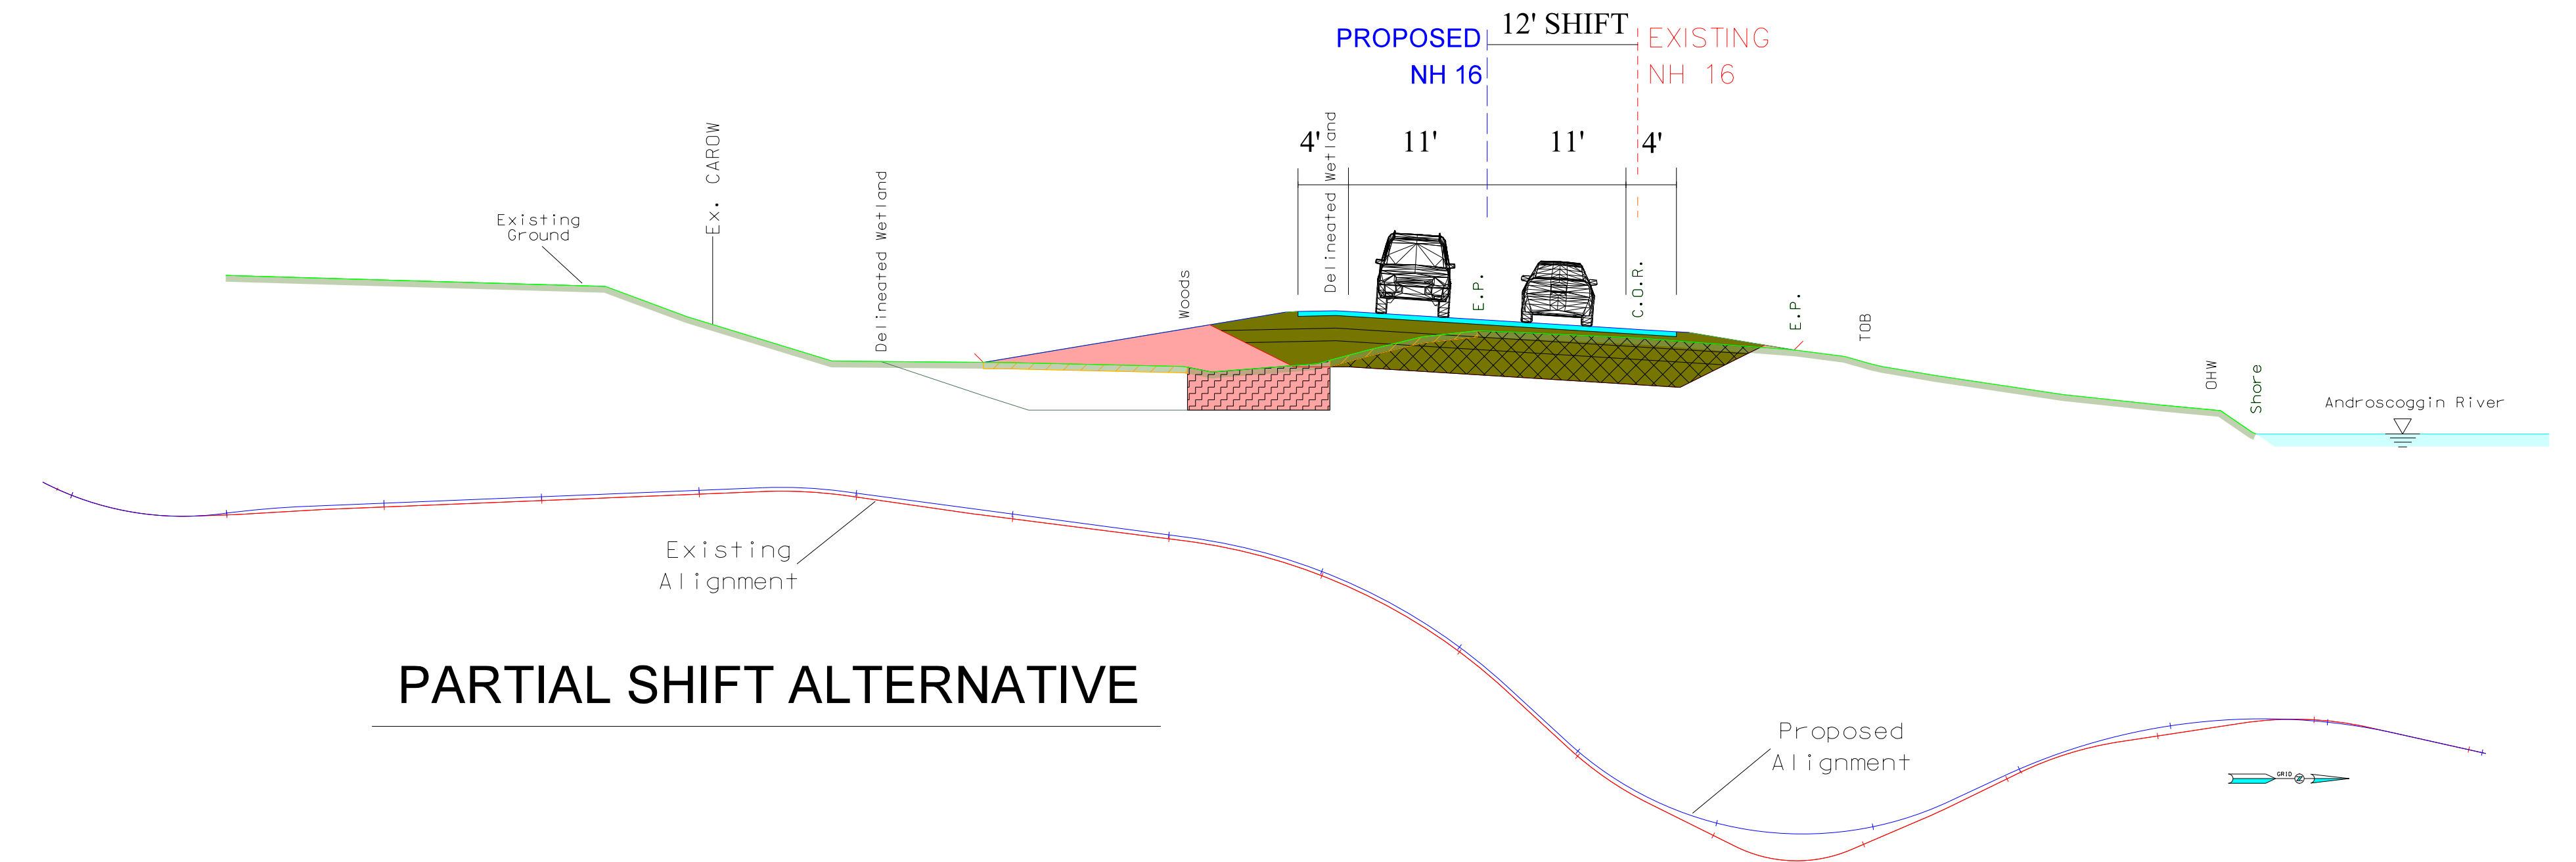 12' SHIFT
PROPOSED
NH 16
EXISTING
NH 16
4'
11'
11'
4'
Existing
Ground
Ex. CAROW
Delineated Wetland
Woods
Delineated Wetland
E.P.
C.O.R.
E.P.
TOB
OHW
Shore
Androscoggin River
Existing
Alignment
PARTIAL SHIFT ALTERNATIVE
Proposed
Alignment
GRID